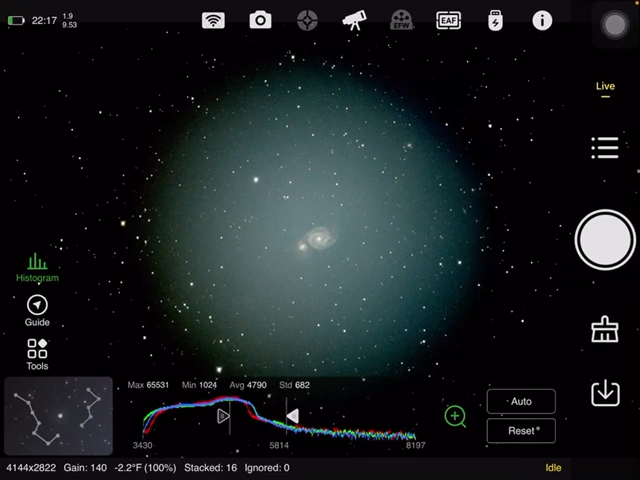 22:17
1.9
9.53
EFW
EAF
Live
Histogram
Guide
Tools
Max 65531 Min 1024 Avg 4790 Std 682
3430 5814 8197
Auto
Reset*
4144x2822 Gain: 140 -2.2°F (100%) Stacked: 16 Ignored: 0 Idle